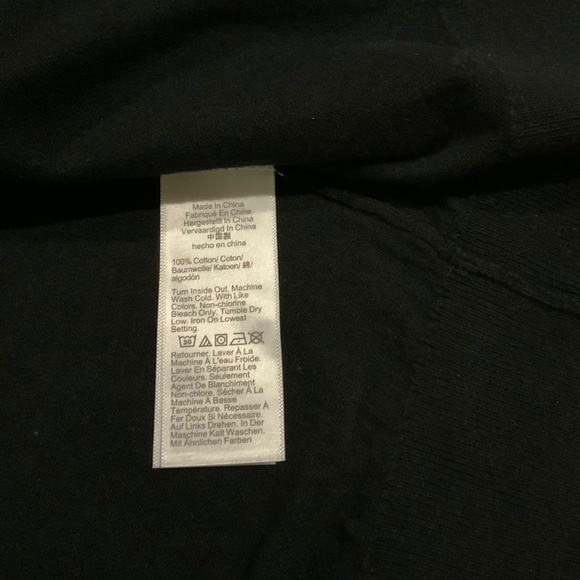 Made In China
Fabriqué En Chine
Hergestellt In China
Vervaardigd In China
中国製
hecho en china
100% Cotton/ Coton/
Baumwolle/ Katoen/ 綿/
algodón
Turn Inside Out. Machine
Wash Cold. With Like
Colors. Non-chlorine
Bleach Only. Tumble Dry
Low. Iron On Lowest
Setting.
30
Retourner. Laver À La
Machine À L'eau Froide.
Laver En Séparant Les
Couleurs. Seulement
Agent De Blanchiment
Non-chlore. Sécher À La
Machine À Basse
Température. Repasser À
Fer Doux Si Nécessaire.
Auf Links Drehen. In Der
Maschine Kalt Waschen.
Mit Ähnlichen Farben